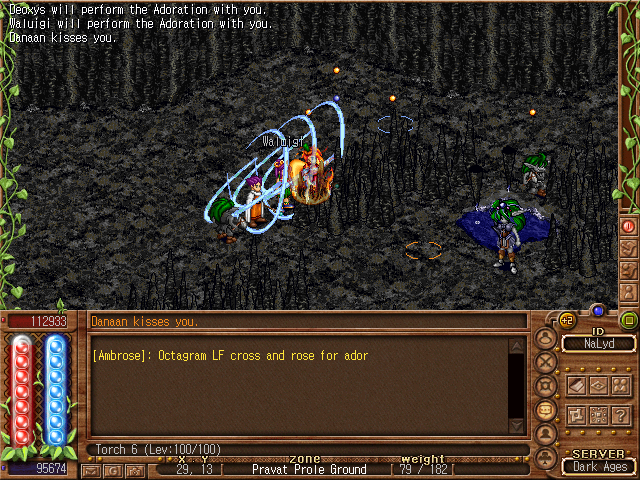 Deoxys will perform the Adoration with you.
Waluigi will perform the Adoration with you.
Danaan kisses you.
Waluigi
112933
Danaan kisses you.
+2
ID
NaLyd
[Ambrose]: Octagram LF cross and rose for ador
Torch 6 (Lev:100/100)
X Y zone weight
SERVER
95674
G
29, 13 [ Pravat Prole Ground [ 79 / 182 [
Dark Ages
?